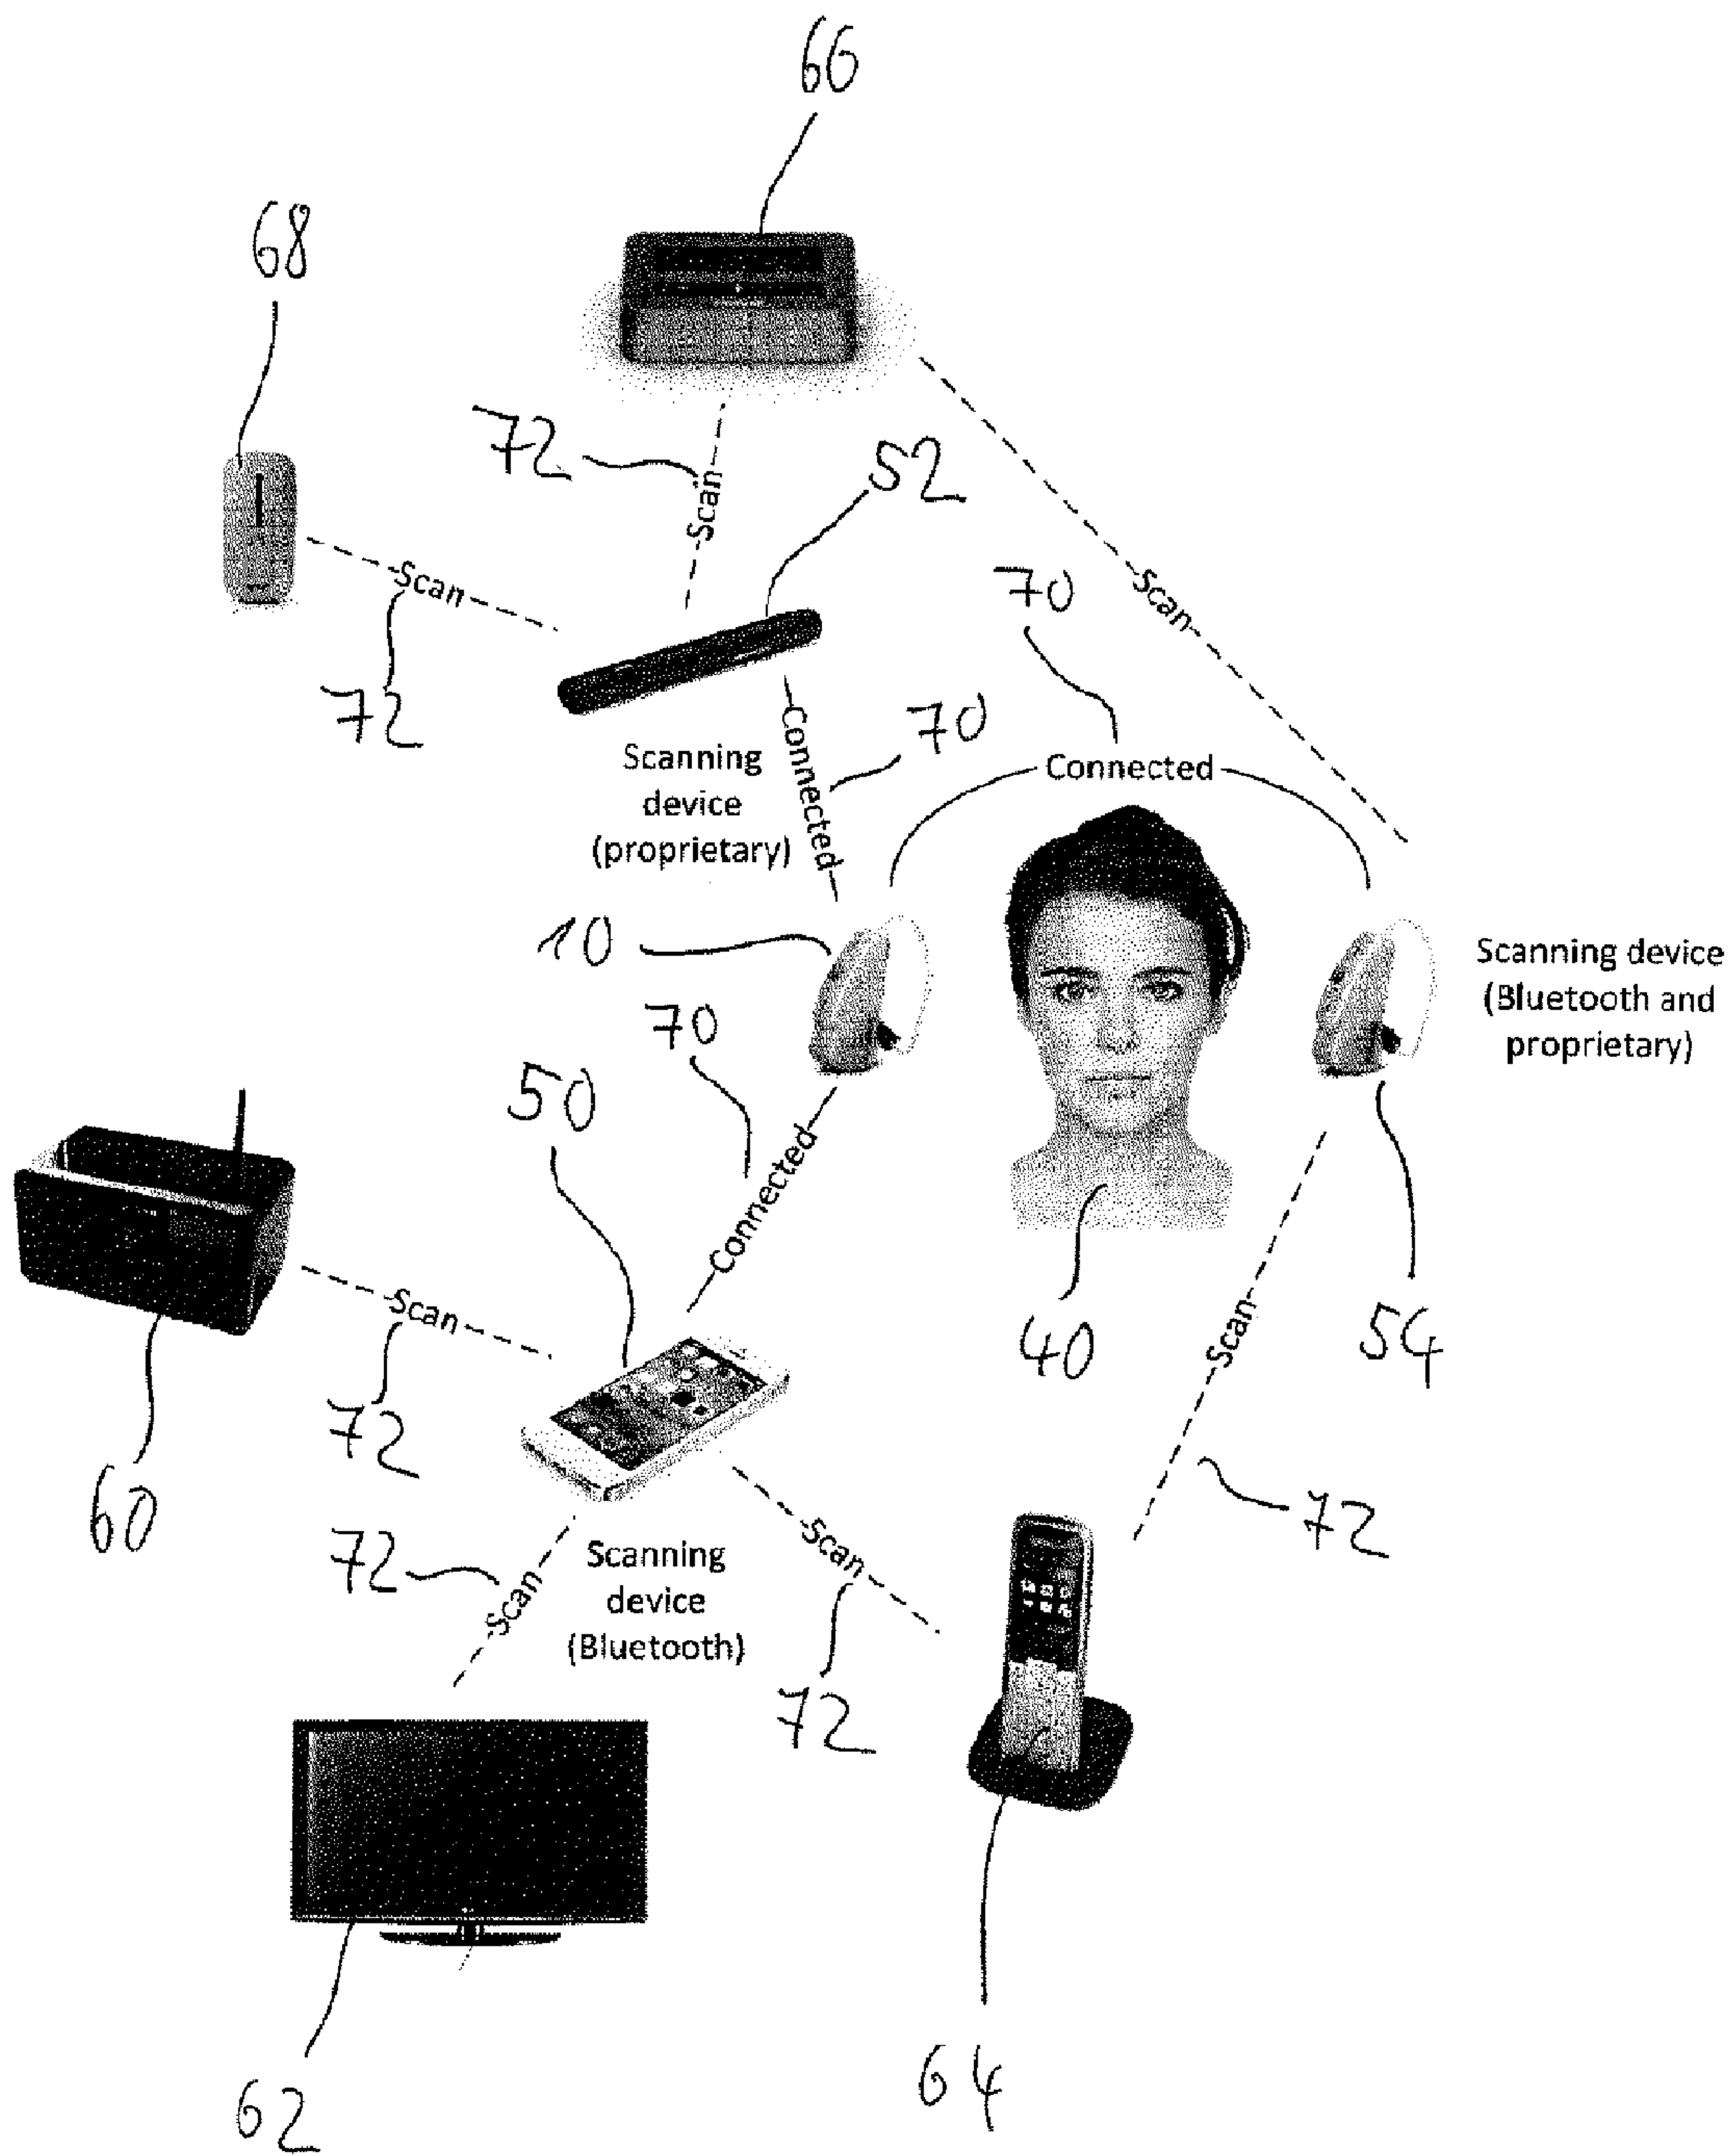 66
68
72
Scan
52
Scan
72
70
Scan
70
Connected
Connected
Scanning
device
(proprietary)
10
Scanning device
(Bluetooth and
proprietary)
70
50
Connected
Scan
72
60
40
54
Scan
72
72
Scan
Scanning
device
(Bluetooth)
Scan
72
62
64